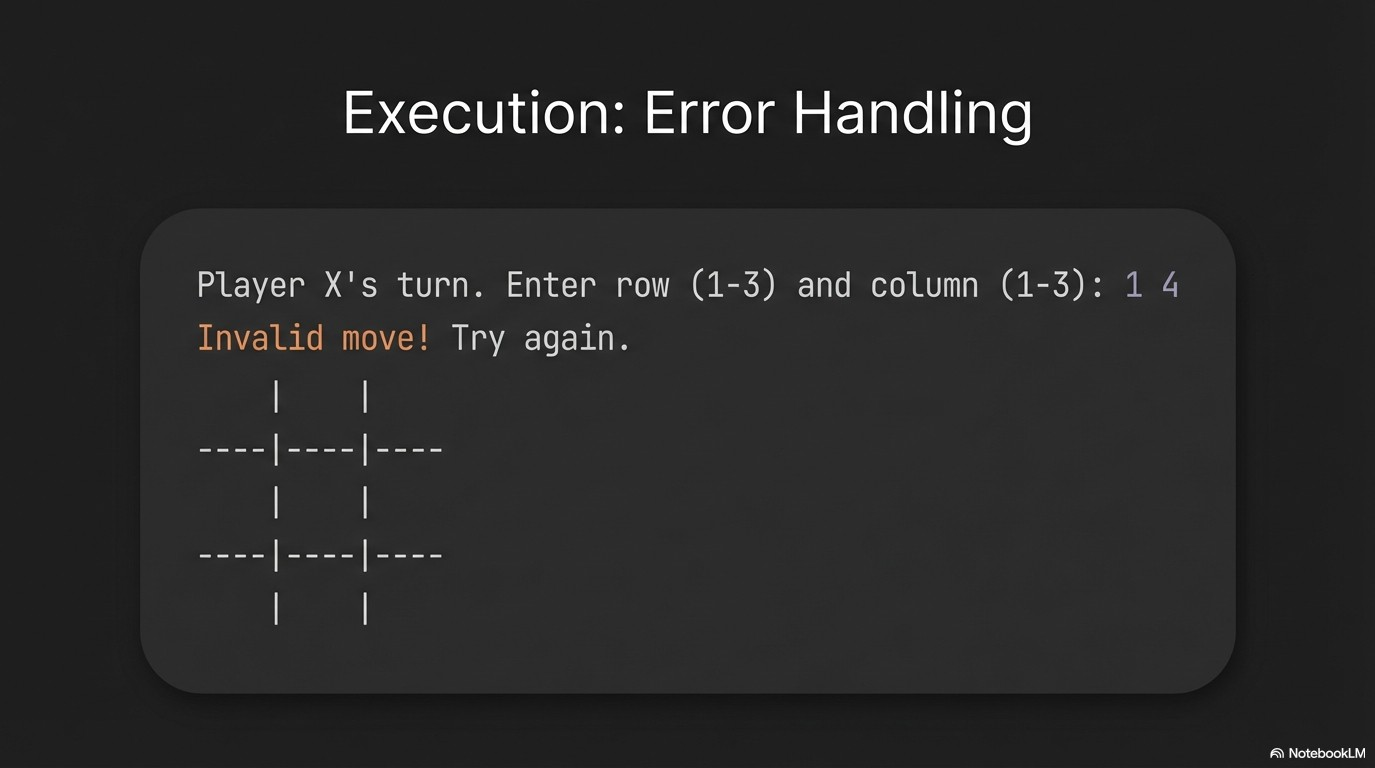 Execution: Error Handling
Player X's turn. Enter row (1-3) and column (1-3): 1 4
Invalid move! Try again.
    |    |
----|----|----
    |    |
----|----|----
    |    |
NotebookLM